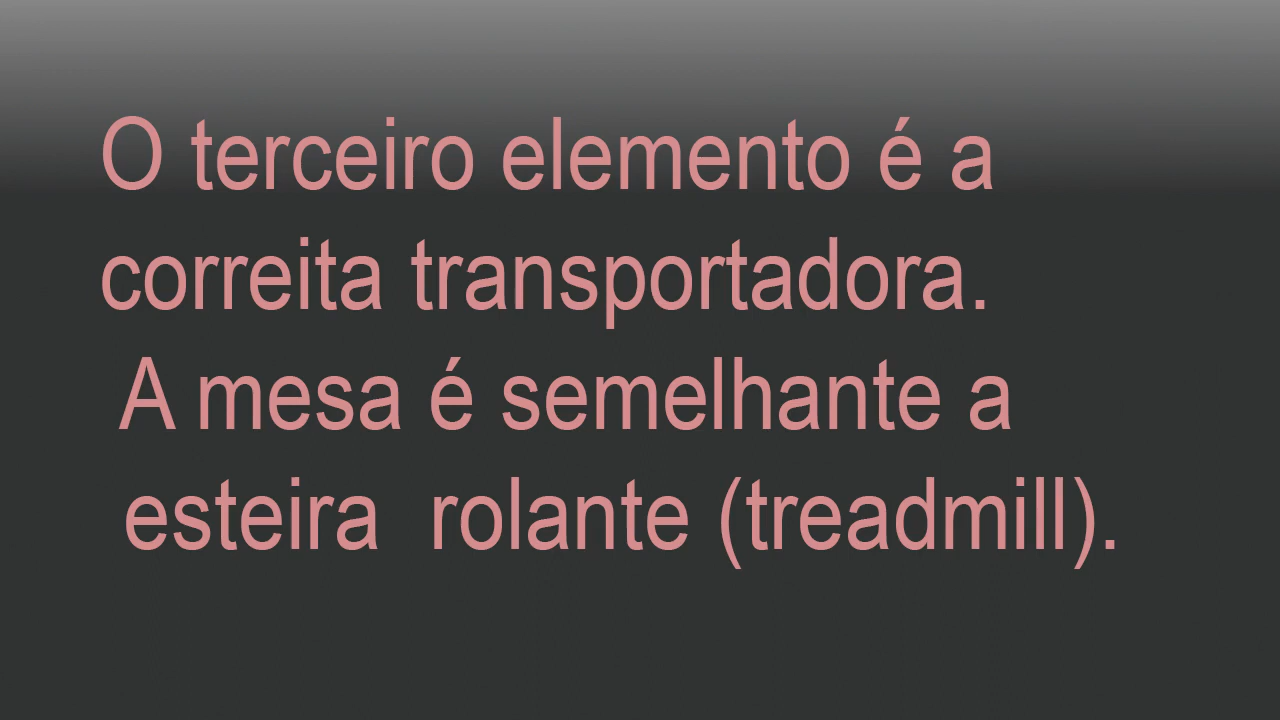 O terceiro elemento é a
correita transportadora.
A mesa é semelhante a
esteira rolante (treadmill).